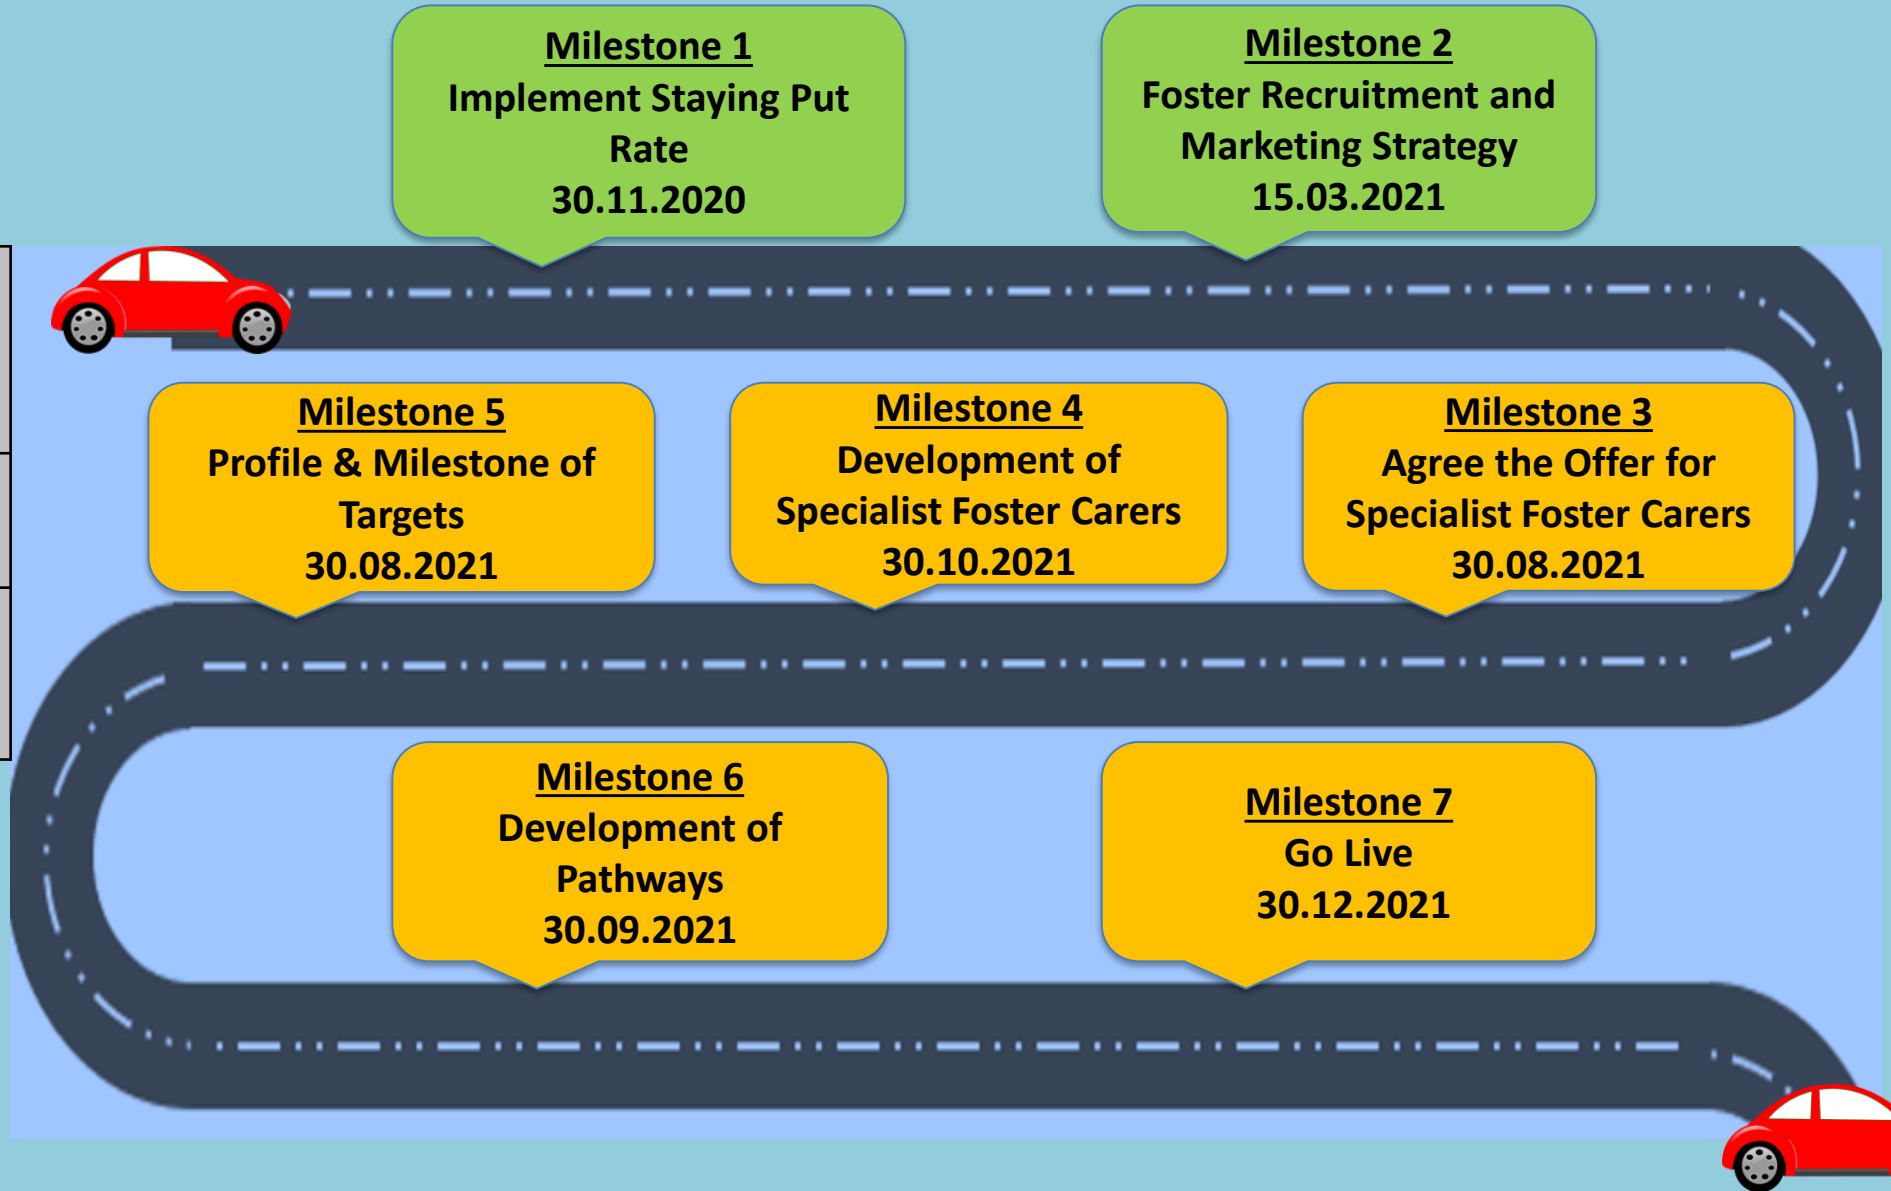 Milestone 1
Implement Staying Put
Rate
30.11.2020
Milestone 2
Foster Recruitment and
Marketing Strategy
15.03.2021
Milestone 3
Agree the Offer for
Specialist Foster Carers
30.08.2021
Milestone 4
Development of
Specialist Foster Carers
30.10.2021
Milestone 5
Profile & Milestone of
Targets
30.08.2021
Milestone 6
Development of
Pathways
30.09.2021
Milestone 7
Go Live
30.12.2021